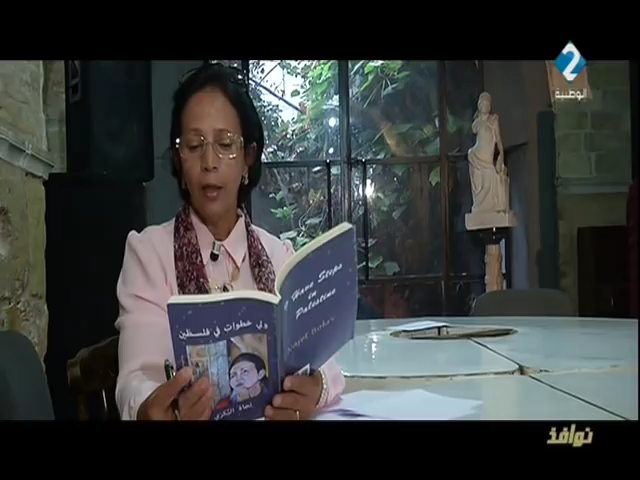 2
الوطنية
I Have Steps
in
Palestine
ولي خطوات في فلسطين
نوافذ